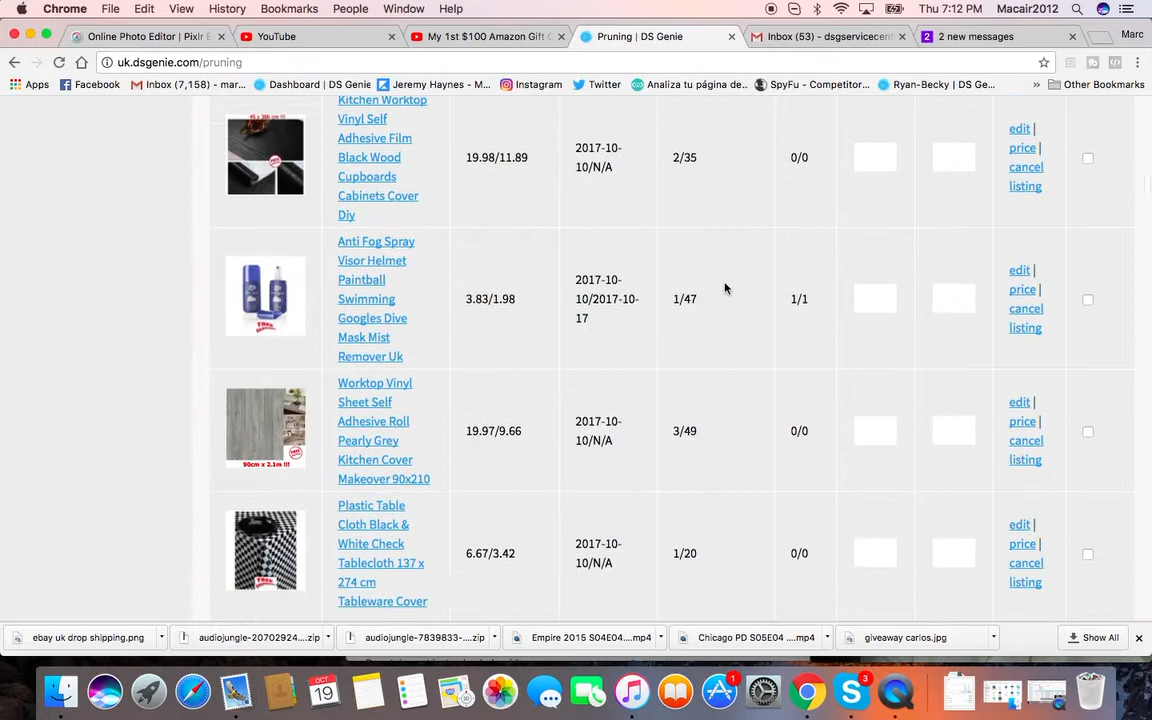 Chrome File Edit View History Bookmarks People Window Help Thu 7:12 PM Macair2012
Online Photo Editor | Pixlr E YouTube My 1st $100 Amazon Gift C Pruning | DS Genie Inbox (53) - dsgservicecent 2 new messages Marc
uk.dsgenie.com/pruning
Apps Facebook Inbox (7,158) - mar... Dashboard | DS Genie Jeremy Haynes - M... Instagram Twitter Analiza tu página de... SpyFu - Competitor... Ryan-Becky | DS Ge... » Other Bookmarks
Kitchen Worktop
Vinyl Self
Adhesive Film
Black Wood
Cupboards
Cabinets Cover
Diy
19.98/11.89
2017-10-
10/N/A
2/35
0/0
edit |
price |
cancel
listing
Anti Fog Spray
Visor Helmet
Paintball
Swimming
Googles Dive
Mask Mist
Remover Uk
3.83/1.98
2017-10-
10/2017-10-
17
1/47
1/1
edit |
price |
cancel
listing
90cm x 2.1m !!!
Worktop Vinyl
Sheet Self
Adhesive Roll
Pearly Grey
Kitchen Cover
Makeover 90x210
19.97/9.66
2017-10-
10/N/A
3/49
0/0
edit |
price |
cancel
listing
Plastic Table
Cloth Black &
White Check
Tablecloth 137 x
274 cm
Tableware Cover
6.67/3.42
2017-10-
10/N/A
1/20
0/0
edit |
price |
cancel
listing
ebay uk drop shipping.png audiojungle-20702924....zip audiojungle-7839833-....zip Empire 2015 S04E04....mp4 Chicago PD S05E04 ....mp4 giveaway carlos.jpg Show All
OCT
19
1
3